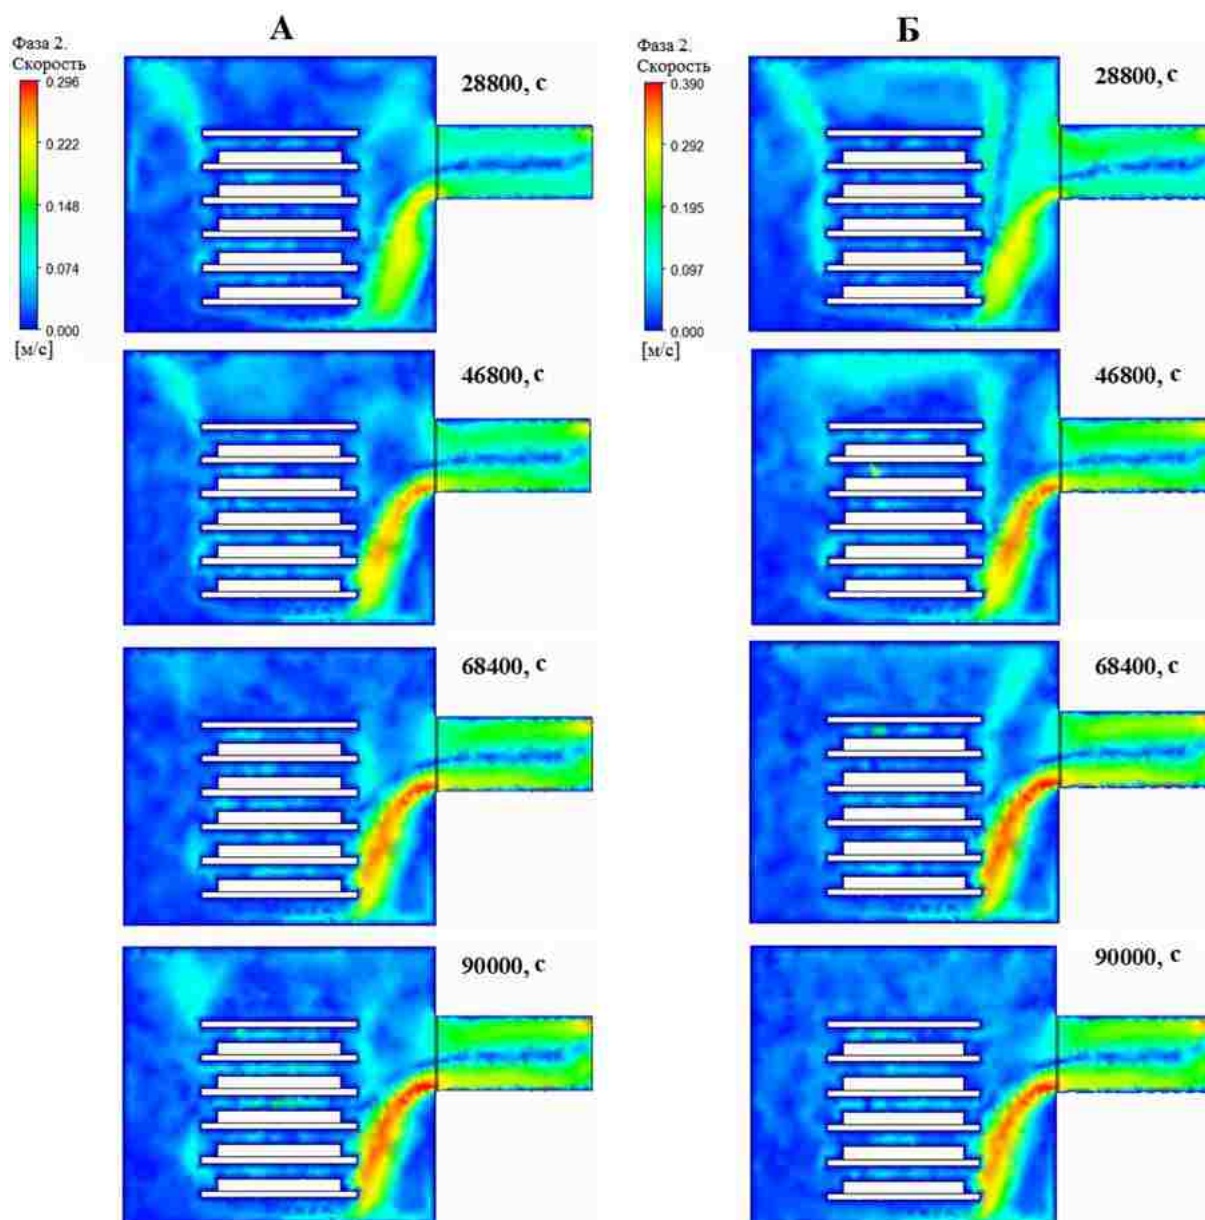 А
Б
Фаза 2.
Скорость
0.296
0.222
0.148
0.074
0.000
[м/с]
28800, с
46800, с
68400, с
90000, с
Фаза 2.
Скорость
0.390
0.292
0.195
0.097
0.000
[м/с]
28800, с
46800, с
68400, с
90000, с